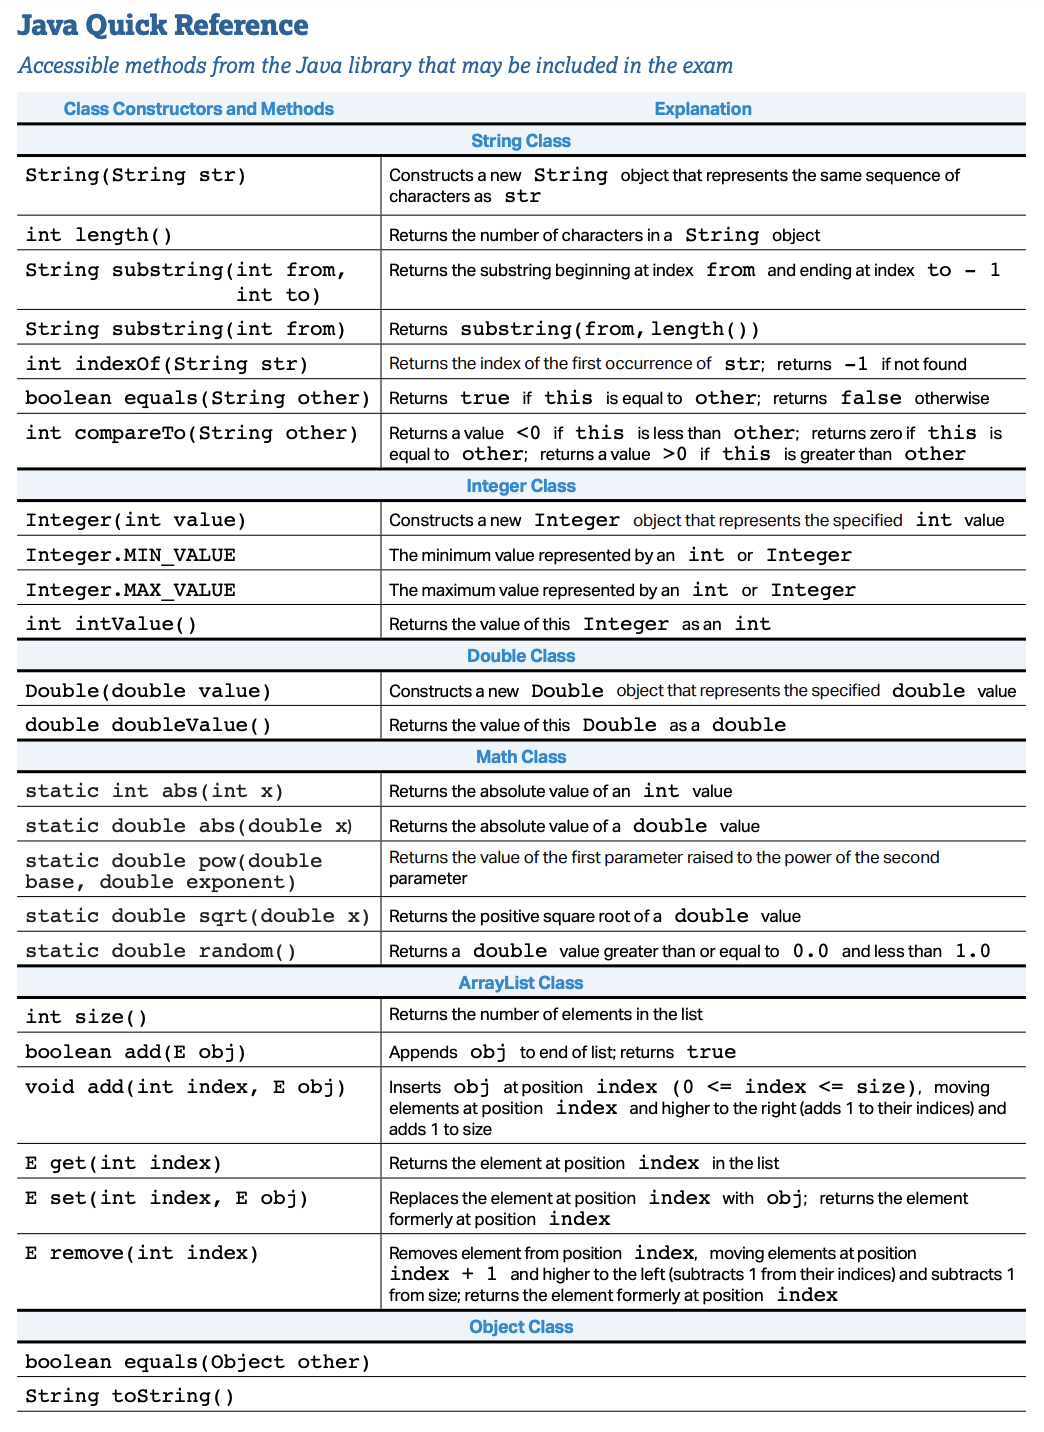 Java Quick Reference
Accessible methods from the Java library that may be included in the exam
Class Constructors and Methods Explanation
String Class
String(String str) Constructs a new String object that represents the same sequence of
characters as str
int length() Returns the number of characters in a String object
String substring(int from, Returns the substring beginning at index from and ending at index to - 1
int to)
String substring(int from) Returns substring(from, length())
int indexOf(String str) Returns the index of the first occurrence of str; returns -1 if not found
boolean equals(String other) Returns true if this is equal to other; returns false otherwise
int compareTo(String other) Returns a value <0 if this is less than other; returns zero if this is
equal to other; returns a value >0 if this is greater than other
Integer Class
Integer(int value) Constructs a new Integer object that represents the specified int value
Integer.MIN_VALUE The minimum value represented by an int or Integer
Integer.MAX_VALUE The maximum value represented by an int or Integer
int intValue() Returns the value of this Integer as an int
Double Class
Double(double value) Constructs a new Double object that represents the specified double value
double doubleValue() Returns the value of this Double as a double
Math Class
static int abs(int x) Returns the absolute value of an int value
static double abs(double x) Returns the absolute value of a double value
static double pow(double Returns the value of the first parameter raised to the power of the second
base, double exponent) parameter
static double sqrt(double x) Returns the positive square root of a double value
static double random() Returns a double value greater than or equal to 0.0 and less than 1.0
ArrayList Class
int size() Returns the number of elements in the list
boolean add(E obj) Appends obj to end of list; returns true
void add(int index, E obj) Inserts obj at position index (0 <= index <= size), moving
elements at position index and higher to the right (adds 1 to their indices) and
adds 1 to size
E get(int index) Returns the element at position index in the list
E set(int index, E obj) Replaces the element at position index with obj; returns the element
formerly at position index
E remove(int index) Removes element from position index, moving elements at position
index + 1 and higher to the left (subtracts 1 from their indices) and subtracts 1
from size; returns the element formerly at position index
Object Class
boolean equals(Object other)
String toString()